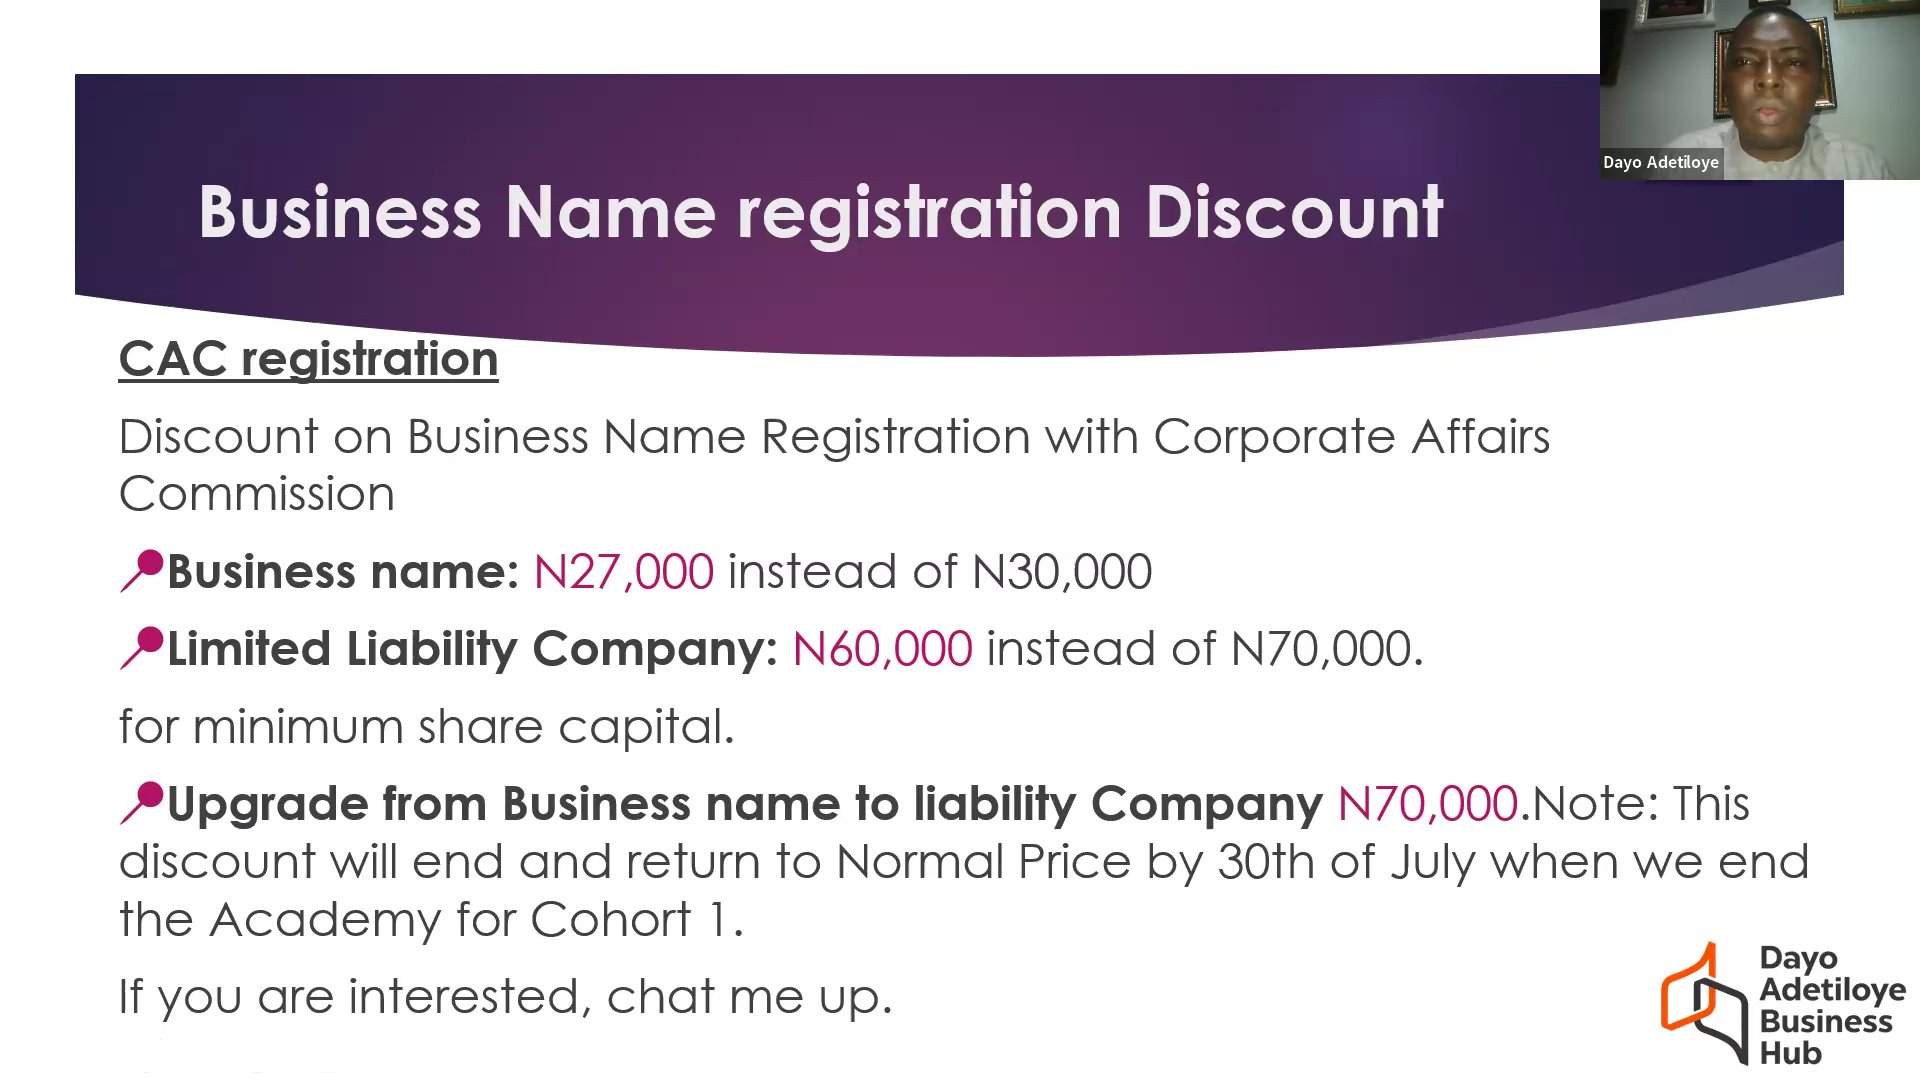 Dayo Adetiloye
Business Name registration Discount
CAC registration
Discount on Business Name Registration with Corporate Affairs
Commission
Business name: N27,000 instead of N30,000
Limited Liability Company: N60,000 instead of N70,000.
for minimum share capital.
Upgrade from Business name to liability Company N70,000.Note: This
discount will end and return to Normal Price by 30th of July when we end
the Academy for Cohort 1.
If you are interested, chat me up.
Dayo
Adetiloye
Business
Hub